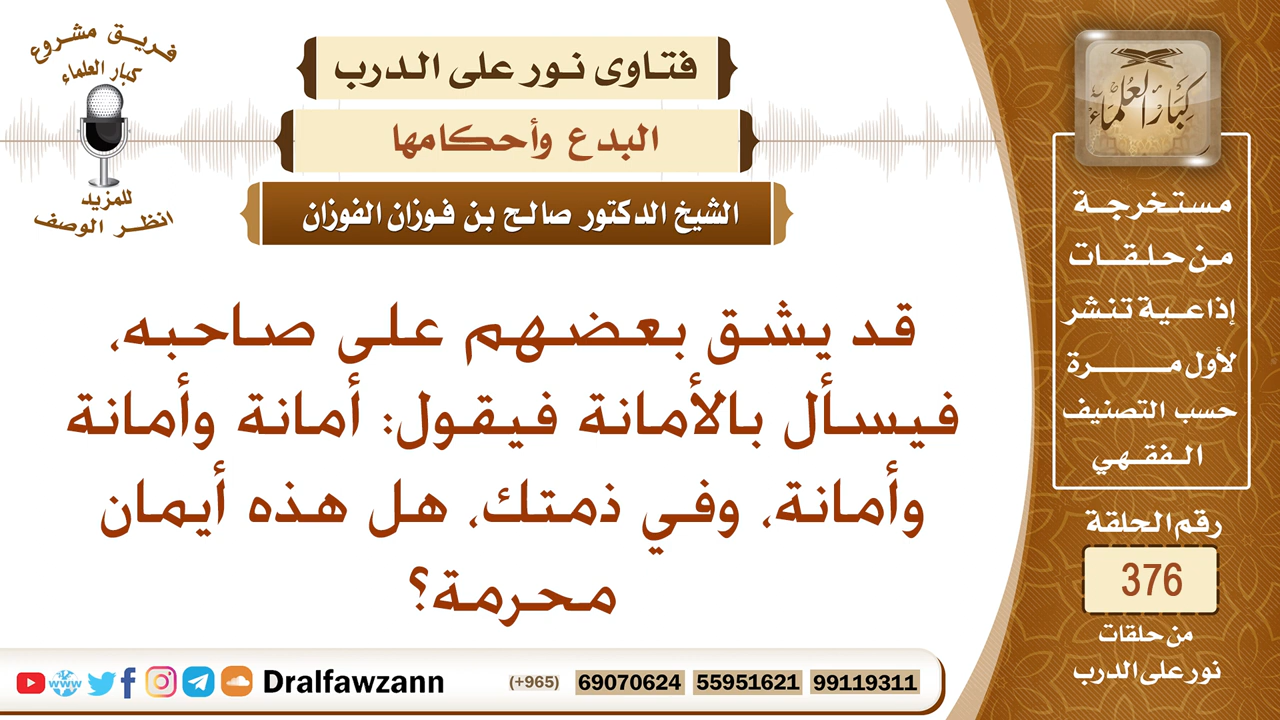 فريق مشروع
كبار العلماء
للمزيد
انظر الوصف
فتاوى نور على الدرب
البدع وأحكامها
الشيخ الدكتور صالح بن فوزان الفوزان
قد يشق بعضهم على صاحبه،
فيسأل بالأمانة فيقول: أمانة وأمانة
وأمانة، وفي ذمتك، هل هذه أيمان
محرمة؟
كبار العلماء
مستخرجة
من حلقات
إذاعية تنشر
لأول مرة
حسب التصنيف
الفقهي
رقم الحلقة
376
من حلقات
نور على الدرب
www
Dralfawzann
(+965) 69070624 55951621 99119311